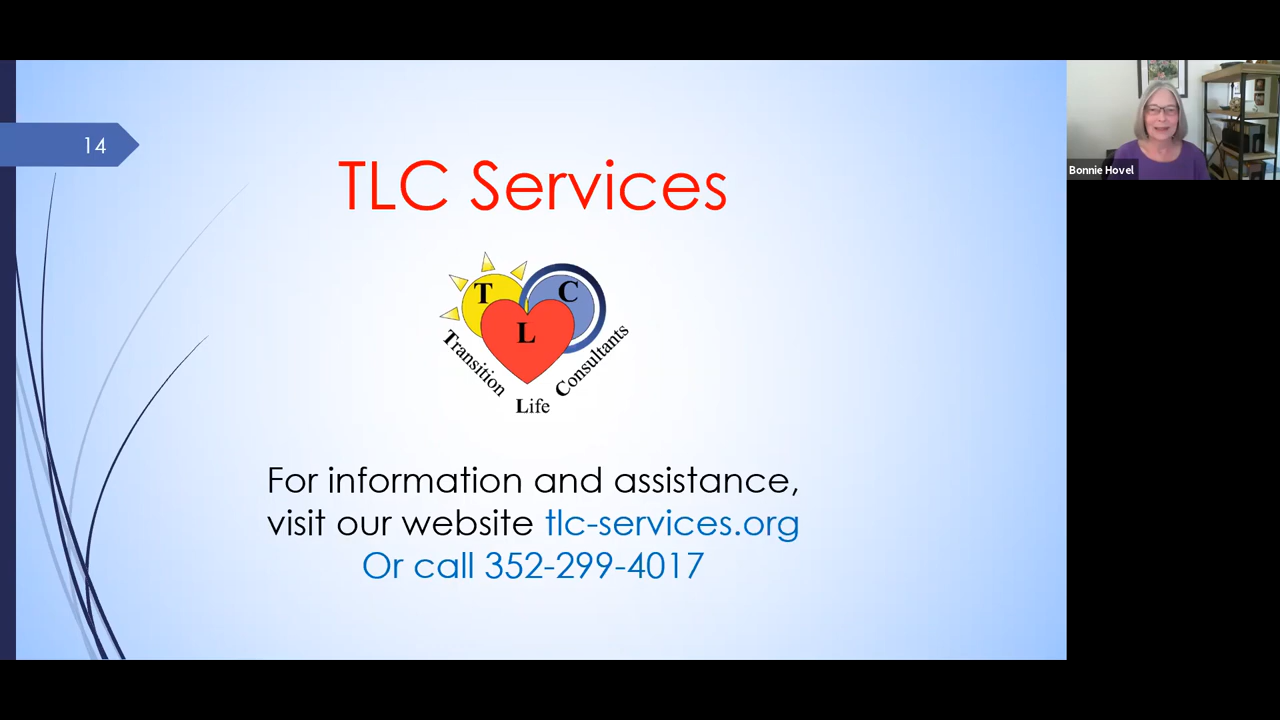 14
TLC Services
T
C
L
Transition
Life
Consultants
For information and assistance,
visit our website tlc-services.org
Or call 352-299-4017
Bonnie Hovel